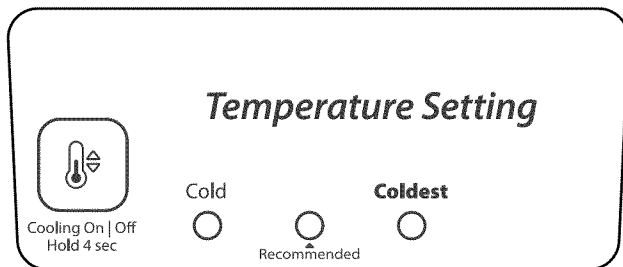 Temperature Setting
Cold
Coldest
Cooling On | Off
Hold 4 sec
Recommended